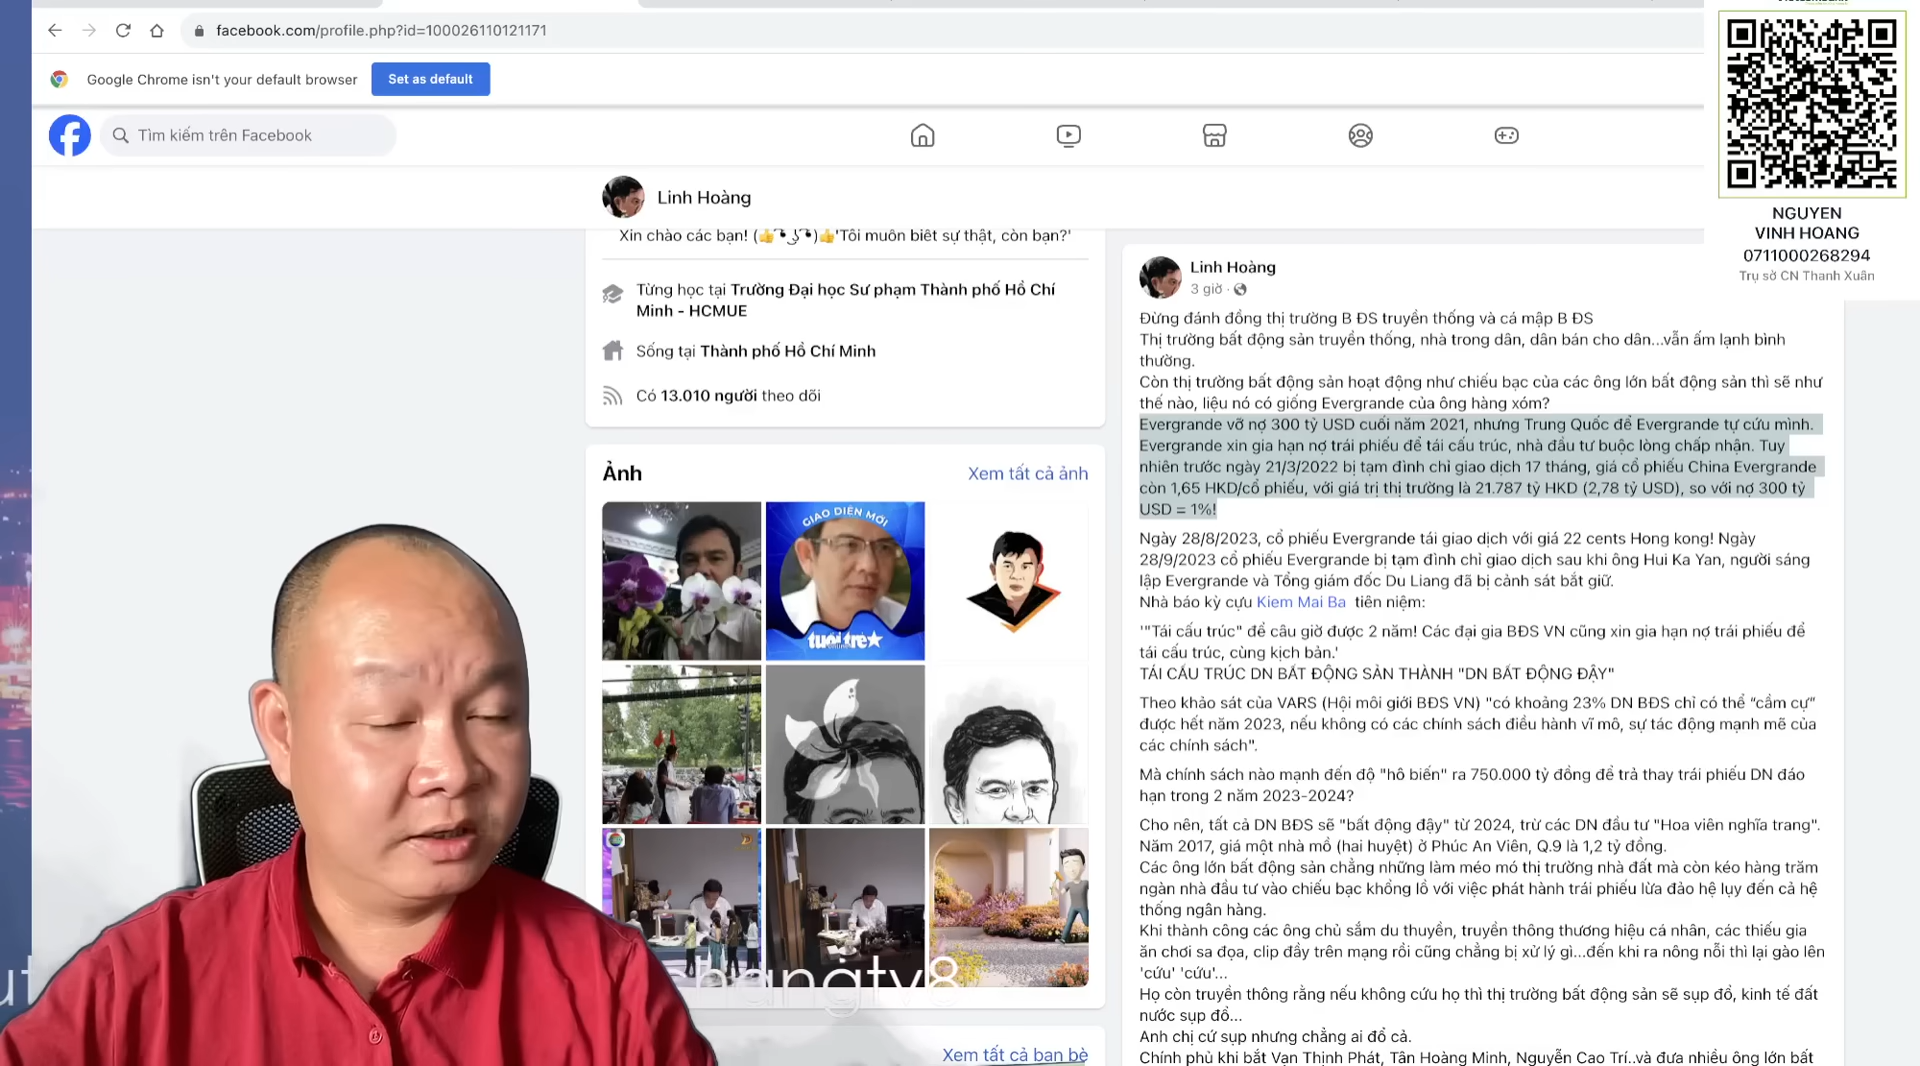 facebook.com/profile.php?id=100026110121171
Google Chrome isn't your default browser
Set as default
Tìm kiếm trên Facebook
Linh Hoàng
Xin chào các bạn! (👍 ͡° ͜ʖ ͡°)👍'Tôi muốn biết sự thật, còn bạn?'
Từng học tại Trường Đại học Sư phạm Thành phố Hồ Chí
Minh - HCMUE
Sống tại Thành phố Hồ Chí Minh
Có 13.010 người theo dõi
Ảnh
Xem tất cả ảnh
GIAO DIỆN MỚI
tuổi trẻ
hangtv8
Xem tất cả bạn bè
NGUYEN
VINH HOANG
0711000268294
Trụ sở CN Thanh Xuân
Linh Hoàng
3 giờ ·
Đừng đánh đồng thị trường B ĐS truyền thống và cá mập B ĐS
Thị trường bất động sản truyền thống, nhà trong dân, dân bán cho dân...vẫn ấm lạnh bình
thường.
Còn thị trường bất động sản hoạt động như chiếu bạc của các ông lớn bất động sản thì sẽ như
thế nào, liệu nó có giống Evergrande của ông hàng xóm?
Evergrande vỡ nợ 300 tỷ USD cuối năm 2021, nhưng Trung Quốc để Evergrande tự cứu mình.
Evergrande xin gia hạn nợ trái phiếu để tái cấu trúc, nhà đầu tư buộc lòng chấp nhận. Tuy
nhiên trước ngày 21/3/2022 bị tạm đình chỉ giao dịch 17 tháng, giá cổ phiếu China Evergrande
còn 1,65 HKD/cổ phiếu, với giá trị thị trường là 21.787 tỷ HKD (2,78 tỷ USD), so với nợ 300 tỷ
USD = 1%!
Ngày 28/8/2023, cổ phiếu Evergrande tái giao dịch với giá 22 cents Hong kong! Ngày
28/9/2023 cổ phiếu Evergrande bị tạm đình chỉ giao dịch sau khi ông Hui Ka Yan, người sáng
lập Evergrande và Tổng giám đốc Du Liang đã bị cảnh sát bắt giữ.
Nhà báo kỳ cựu Kiem Mai Ba tiên niệm:
'"Tái cấu trúc" để câu giờ được 2 năm! Các đại gia BĐS VN cũng xin gia hạn nợ trái phiếu để
tái cấu trúc, cùng kịch bản.'
TÁI CẤU TRÚC DN BẤT ĐỘNG SẢN THÀNH "DN BẤT ĐỘNG ĐẬY"
Theo khảo sát của VARS (Hội môi giới BĐS VN) "có khoảng 23% DN BĐS chỉ có thể “cầm cự”
được hết năm 2023, nếu không có các chính sách điều hành vĩ mô, sự tác động mạnh mẽ của
các chính sách".
Mà chính sách nào mạnh đến độ "hô biến" ra 750.000 tỷ đồng để trả thay trái phiếu DN đáo
hạn trong 2 năm 2023-2024?
Cho nên, tất cả DN BĐS sẽ "bất động đậy" từ 2024, trừ các DN đầu tư "Hoa viên nghĩa trang".
Năm 2017, giá một nhà mồ (hai huyệt) ở Phúc An Viên, Q.9 là 1,2 tỷ đồng.
Các ông lớn bất động sản chẳng những làm méo mó thị trường nhà đất mà còn kéo hàng trăm
ngàn nhà đầu tư vào chiếu bạc khổng lồ với việc phát hành trái phiếu lừa đảo hệ lụy đến cả hệ
thống ngân hàng.
Khi thành công các ông chủ sắm du thuyền, truyền thông thương hiệu cá nhân, các thiếu gia
ăn chơi sa đọa, clip đầy trên mạng rồi cũng chẳng bị xử lý gì...đến khi ra nông nỗi thì lại gào lên
'cứu' 'cứu'...
Họ còn truyền thông rằng nếu không cứu họ thì thị trường bất động sản sẽ sụp đổ, kinh tế đất
nước sụp đổ...
Anh chị cứ sụp nhưng chẳng ai đổ cả.
Chính phủ khi bắt Vạn Thịnh Phát, Tân Hoàng Minh, Nguyễn Cao Trí..và đưa nhiều ông lớn bất